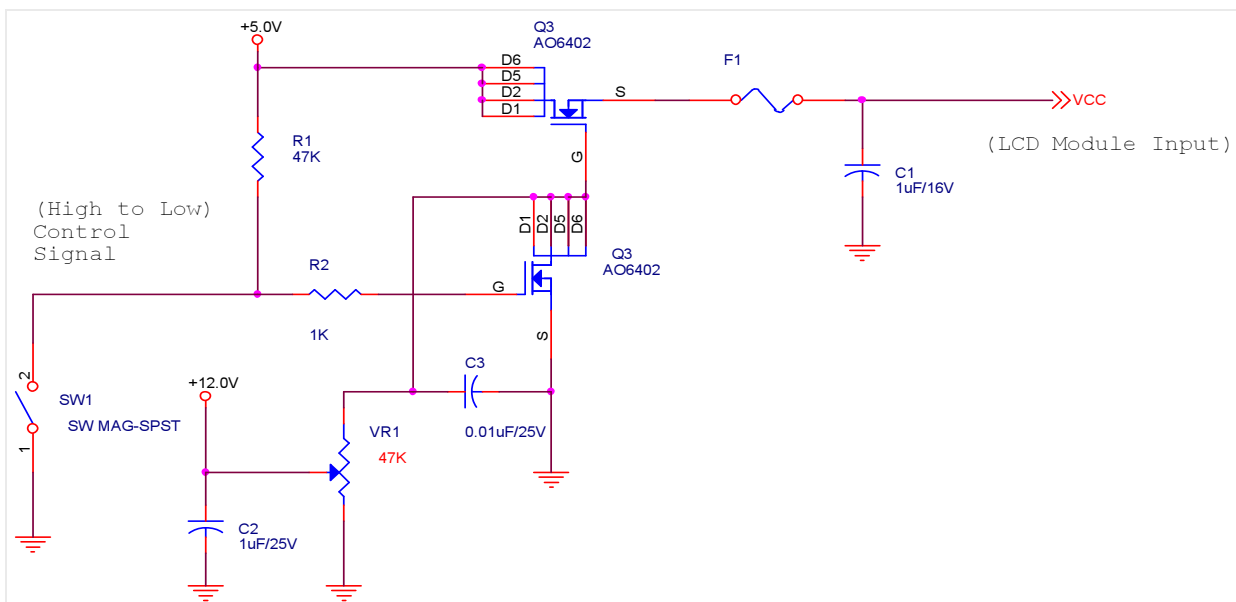 +5.0V
Q3
AO6402
D6
D5
D2
D1
S
G
F1
VCC
(LCD Module Input)
R1
47K
C1
1uF/16V
(High to Low)
Control
Signal
D1
D2
D5
D6
Q3
AO6402
R2
1K
G
S
C3
0.01uF/25V
+12.0V
2
SW1
SW MAG-SPST
1
VR1
47K
C2
1uF/25V